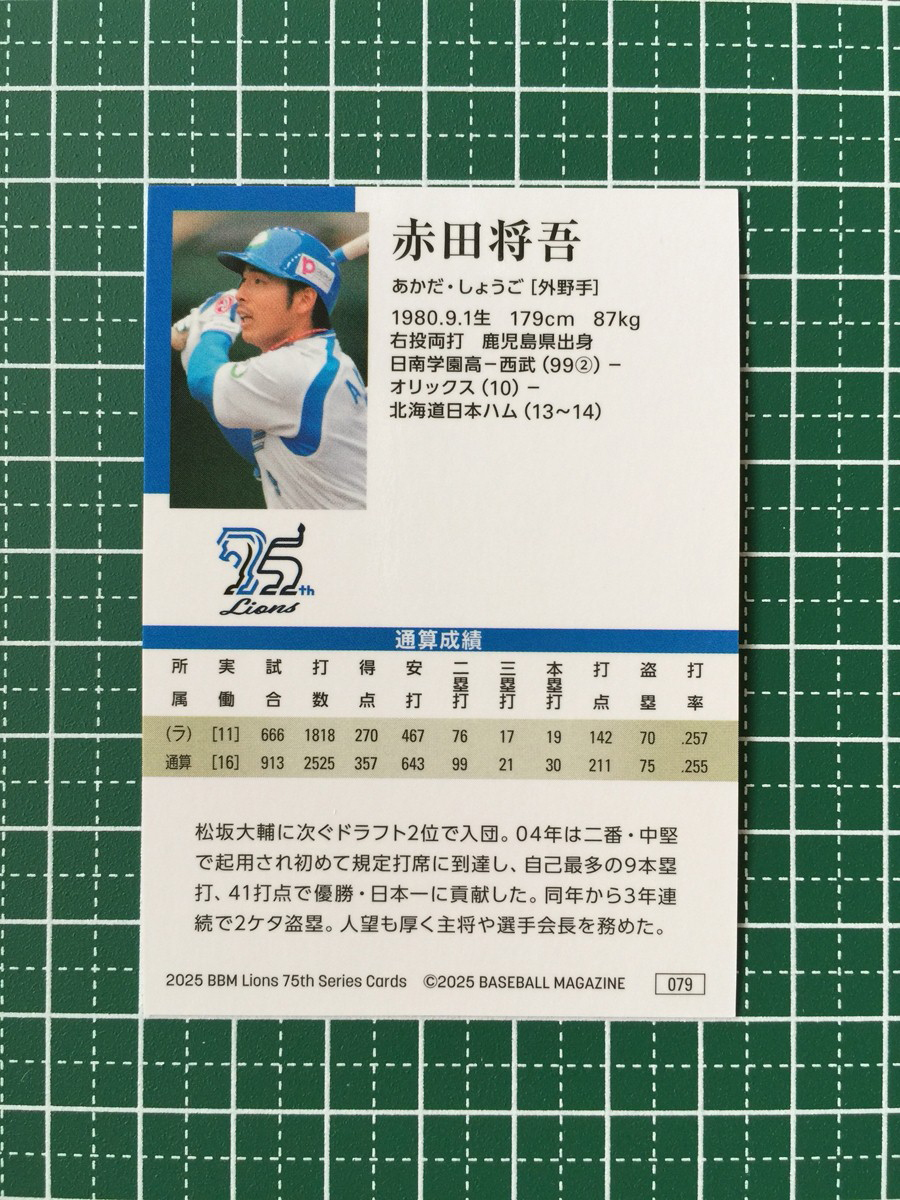 赤田将吾
あかだ・しょうご［外野手］
1980.9.1生　179cm　87kg
右投両打　鹿児島県出身
日南学園高－西武（99②）－
オリックス（10）－
北海道日本ハム（13〜14）
75th
Lions
通算成績
所属 実働 試合 打数 得点 安打 二塁打 三塁打 本塁打 打点 盗塁 打率
（ラ） [11] 666 1818 270 467 76 17 19 142 70 .257
通算 [16] 913 2525 357 643 99 21 30 211 75 .255
松坂大輔に次ぐドラフト2位で入団。04年は二番・中堅
で起用され初めて規定打席に到達し、自己最多の9本塁
打、41打点で優勝・日本一に貢献した。同年から3年連
続で2ケタ盗塁。人望も厚く主将や選手会長を務めた。
2025 BBM Lions 75th Series Cards　©2025 BASEBALL MAGAZINE　079